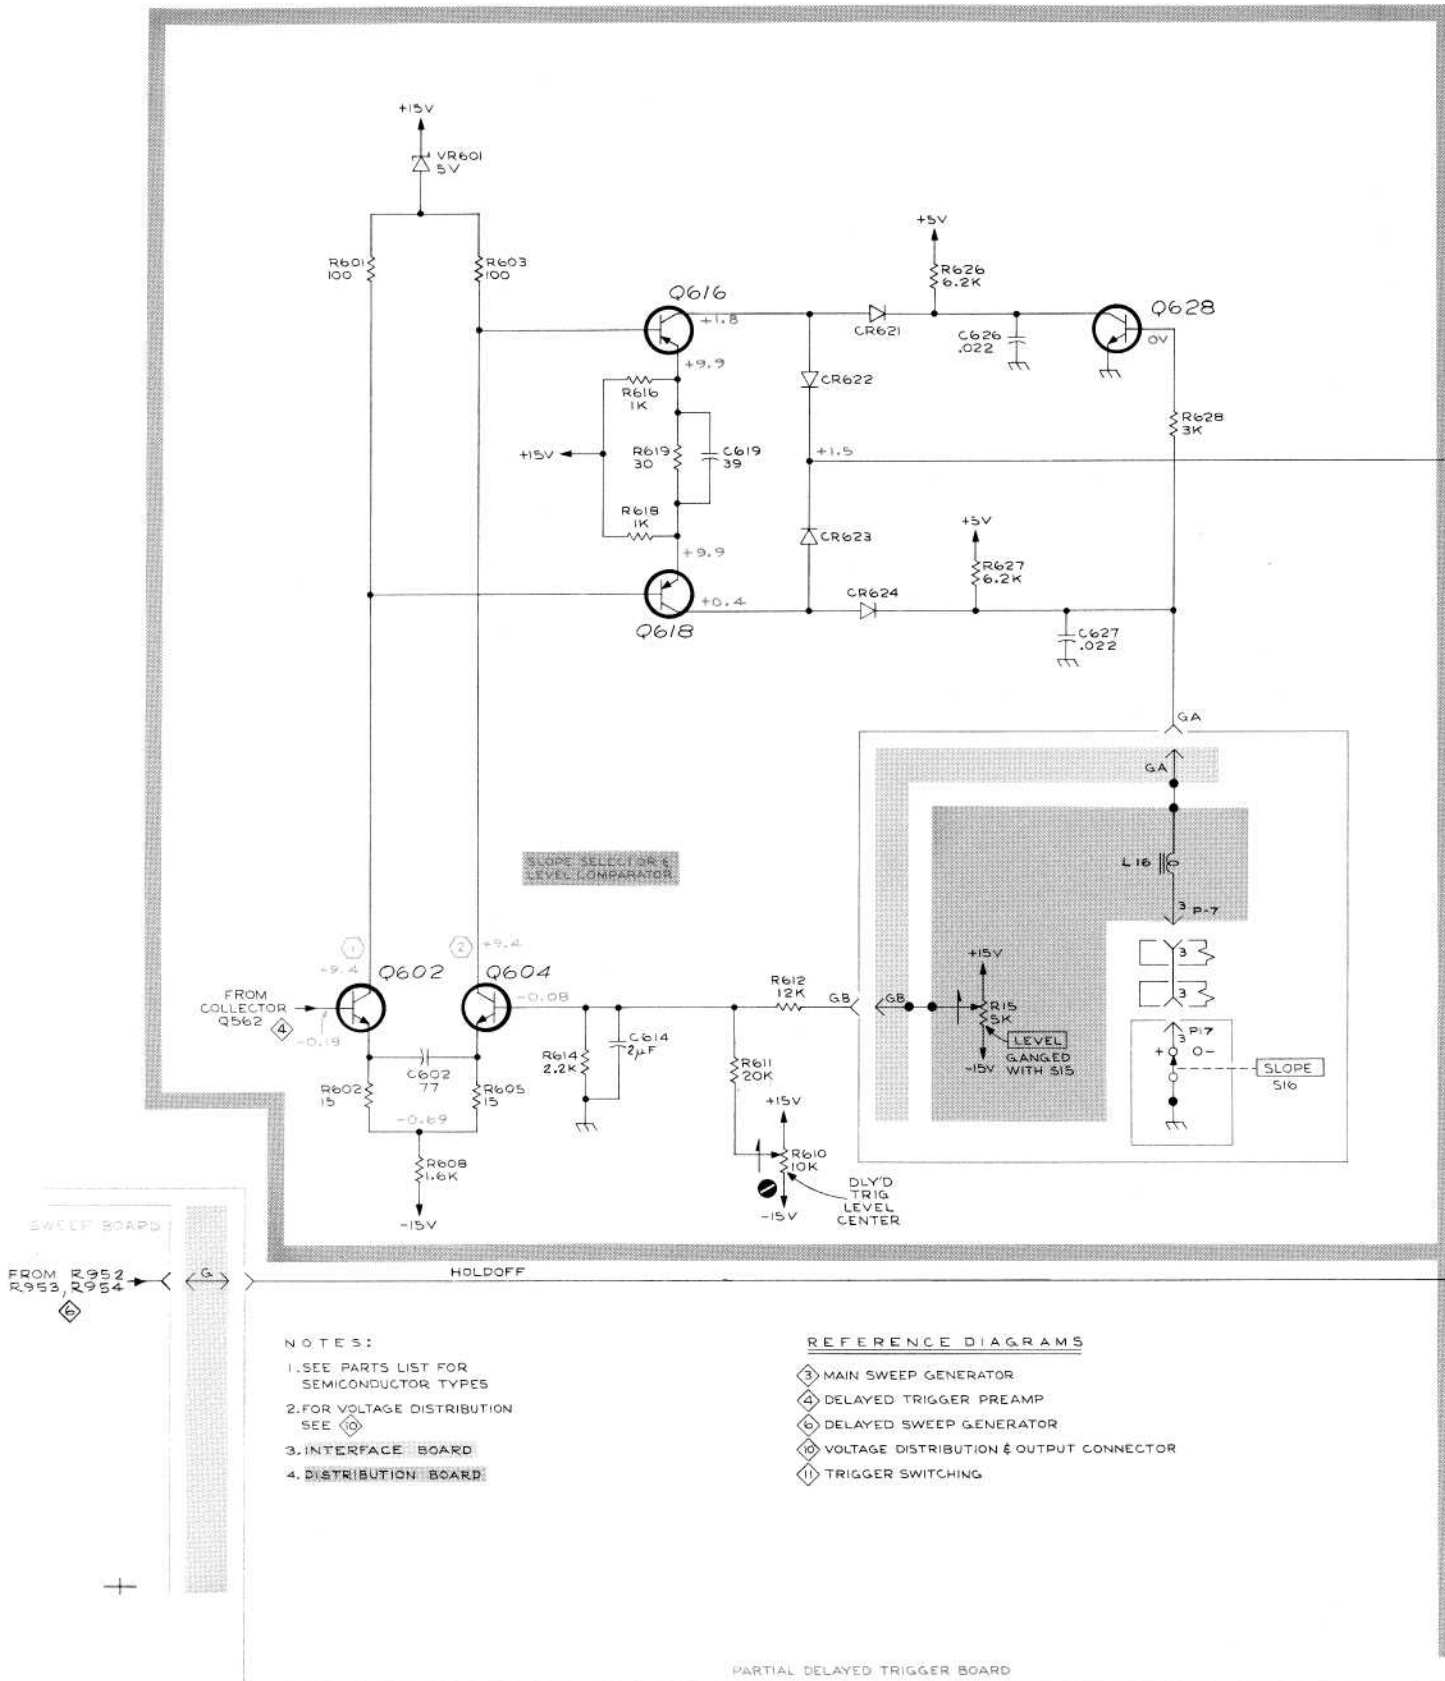 +15V
VR601
5V
R601
100
R603
100
Q616
+1.8
+9.9
R616
1K
+15V
R619
30
C619
39
R618
1K
+9.9
+0.4
Q618
CR621
CR622
+1.5
CR623
CR624
+5V
R626
6.2K
C626
.022
Q628
0V
R628
3K
+5V
R627
6.2K
C627
.022
GA
GA
L16
3 P-7
3
3
P17
3
+ O -
SLOPE
S16
SLOPE SELECTOR &
LEVEL COMPARATOR
1
+9.4
2
+9.4
Q602
Q604
FROM
COLLECTOR
Q562 4
-0.19
-0.08
C602
77
R602
15
R605
15
-0.69
R608
1.6K
-15V
R614
2.2K
C614
2µF
R612
12K
GB
GB
R611
20K
+15V
R610
10K
-15V
DLY'D
TRIG
LEVEL
CENTER
+15V
R15
5K
LEVEL
GANGED
WITH S15
-15V
SWEEP BOARD
FROM R952
R953, R954
6
G
HOLDOFF
NOTES:
1. SEE PARTS LIST FOR
SEMICONDUCTOR TYPES
2. FOR VOLTAGE DISTRIBUTION
SEE 10
3. INTERFACE BOARD
4. DISTRIBUTION BOARD
REFERENCE DIAGRAMS
3 MAIN SWEEP GENERATOR
4 DELAYED TRIGGER PREAMP
6 DELAYED SWEEP GENERATOR
10 VOLTAGE DISTRIBUTION & OUTPUT CONNECTOR
11 TRIGGER SWITCHING
PARTIAL DELAYED TRIGGER BOARD